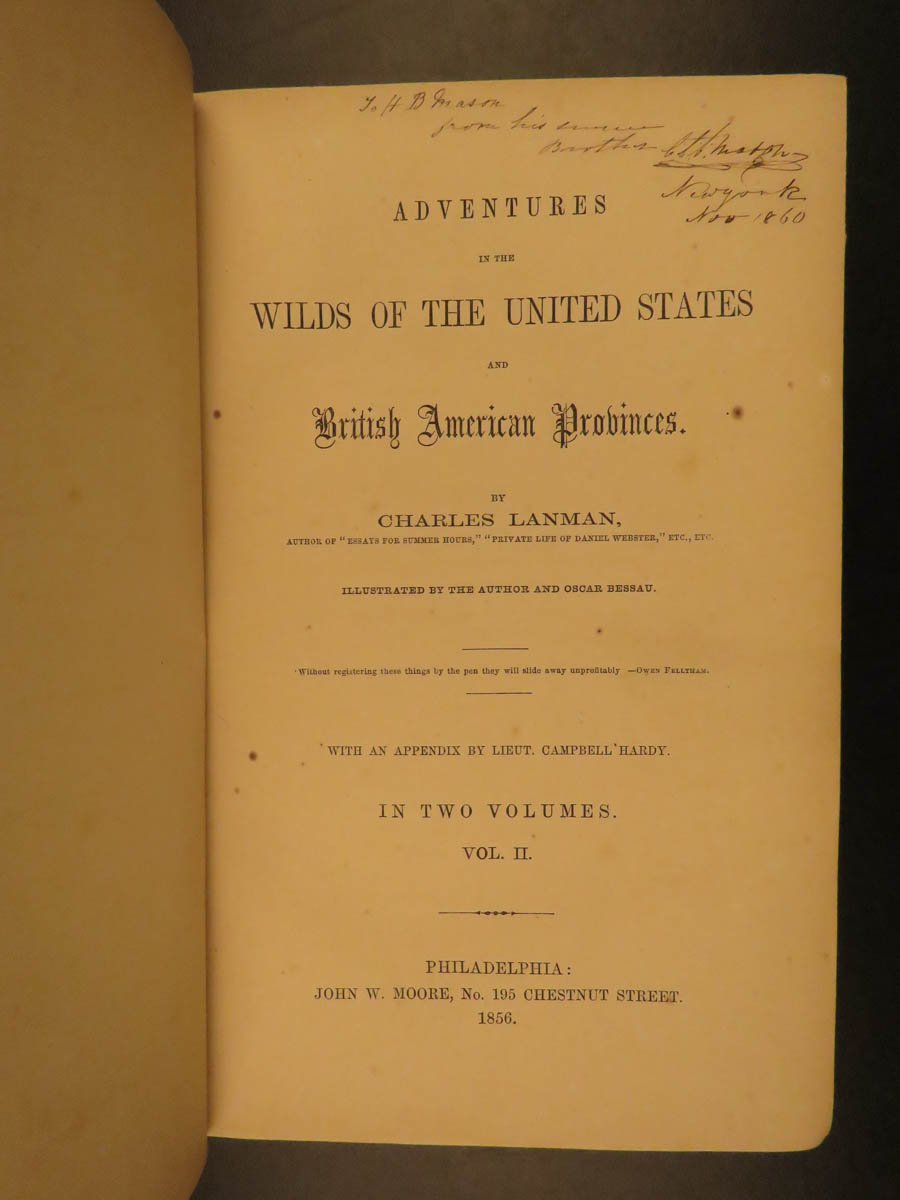 To H B Mason
from his
Brother Mason
Newyork
Nov 1860
ADVENTURES
IN THE
WILDS OF THE UNITED STATES
AND
British American Provinces.
BY
CHARLES LANMAN,
AUTHOR OF "ESSAYS FOR SUMMER HOURS," "PRIVATE LIFE OF DANIEL WEBSTER," ETC., ETC.
ILLUSTRATED BY THE AUTHOR AND OSCAR BESSAU.
Without registering these things by the pen they will slide away unprofitably —OWEN FELLTHAM.
WITH AN APPENDIX BY LIEUT. CAMPBELL HARDY.
IN TWO VOLUMES.
VOL. II.
PHILADELPHIA:
JOHN W. MOORE, No. 195 CHESTNUT STREET.
1856.